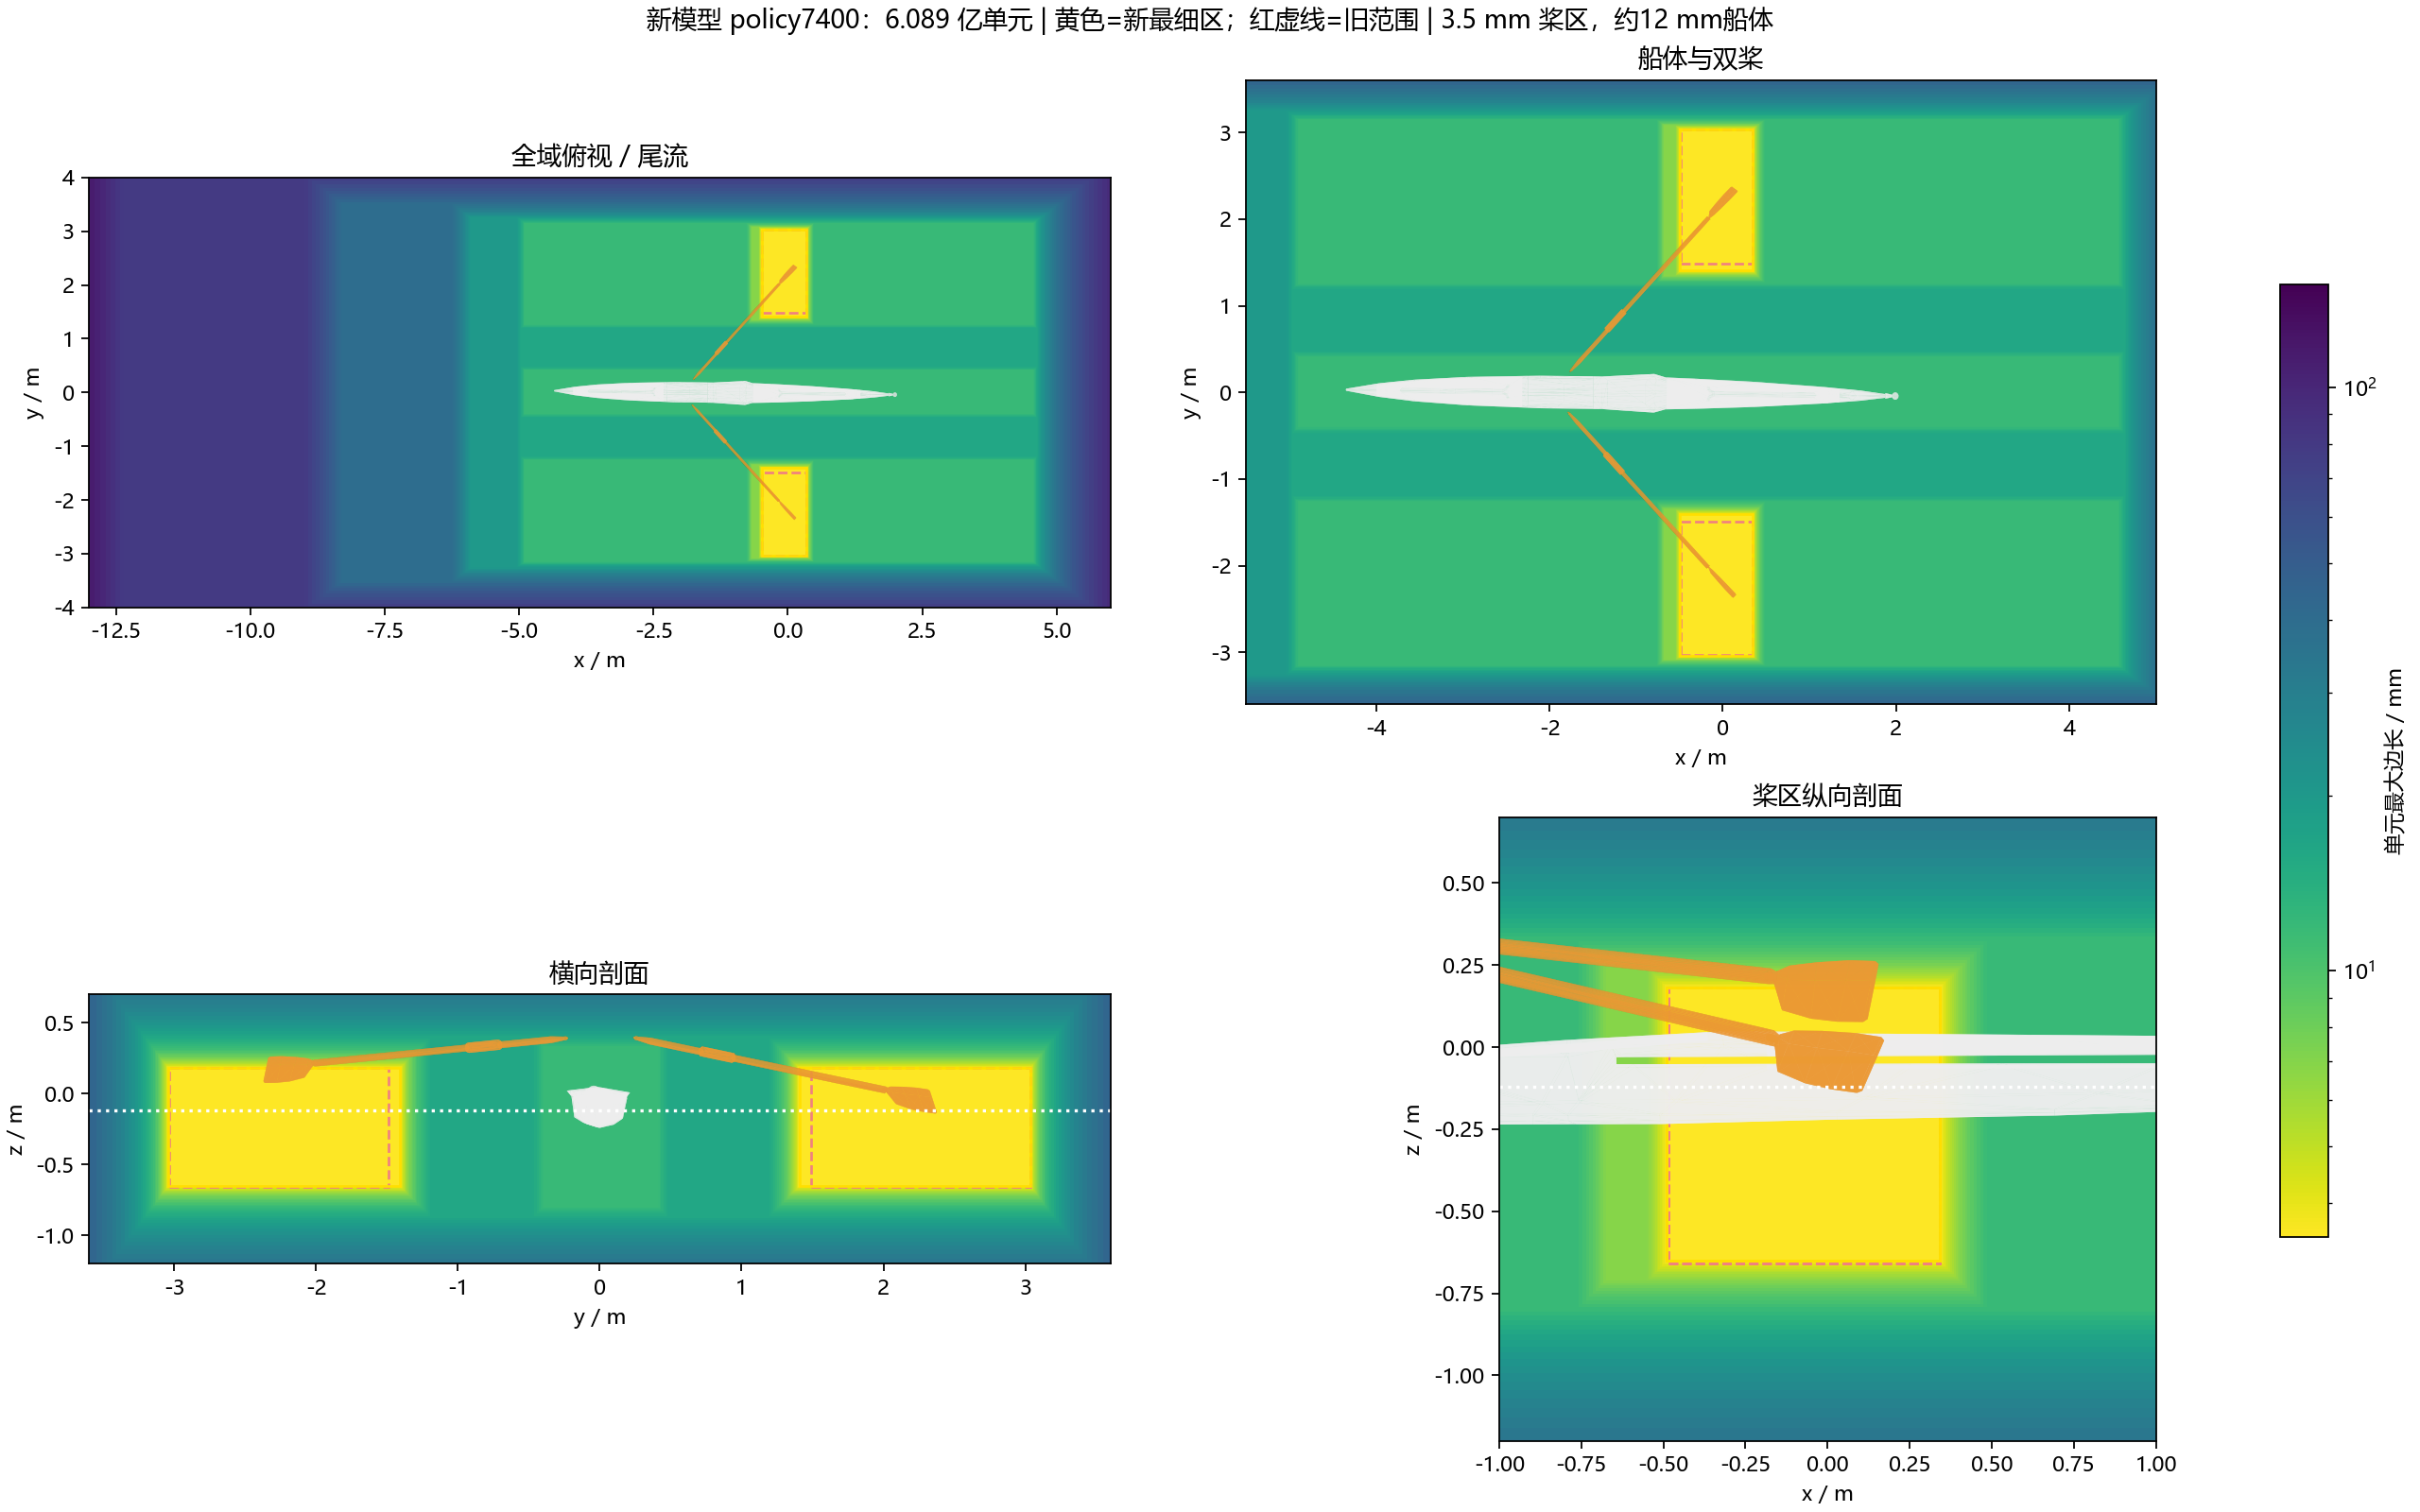 新模型 policy7400：6.089 亿单元 | 黄色=新最细区；红虚线=旧范围 | 3.5 mm 桨区，约12 mm船体
全域俯视 / 尾流
4
3
2
1
0
-1
-2
-3
-4
y / m
-12.5 -10.0 -7.5 -5.0 -2.5 0.0 2.5 5.0
x / m
船体与双桨
3
2
1
0
-1
-2
-3
y / m
-4 -2 0 2 4
x / m
横向剖面
0.5
0.0
-0.5
-1.0
z / m
-3 -2 -1 0 1 2 3
y / m
桨区纵向剖面
0.50
0.25
0.00
-0.25
-0.50
-0.75
-1.00
z / m
-1.00 -0.75 -0.50 -0.25 0.00 0.25 0.50 0.75 1.00
x / m
10²
10¹
单元最大边长 / mm